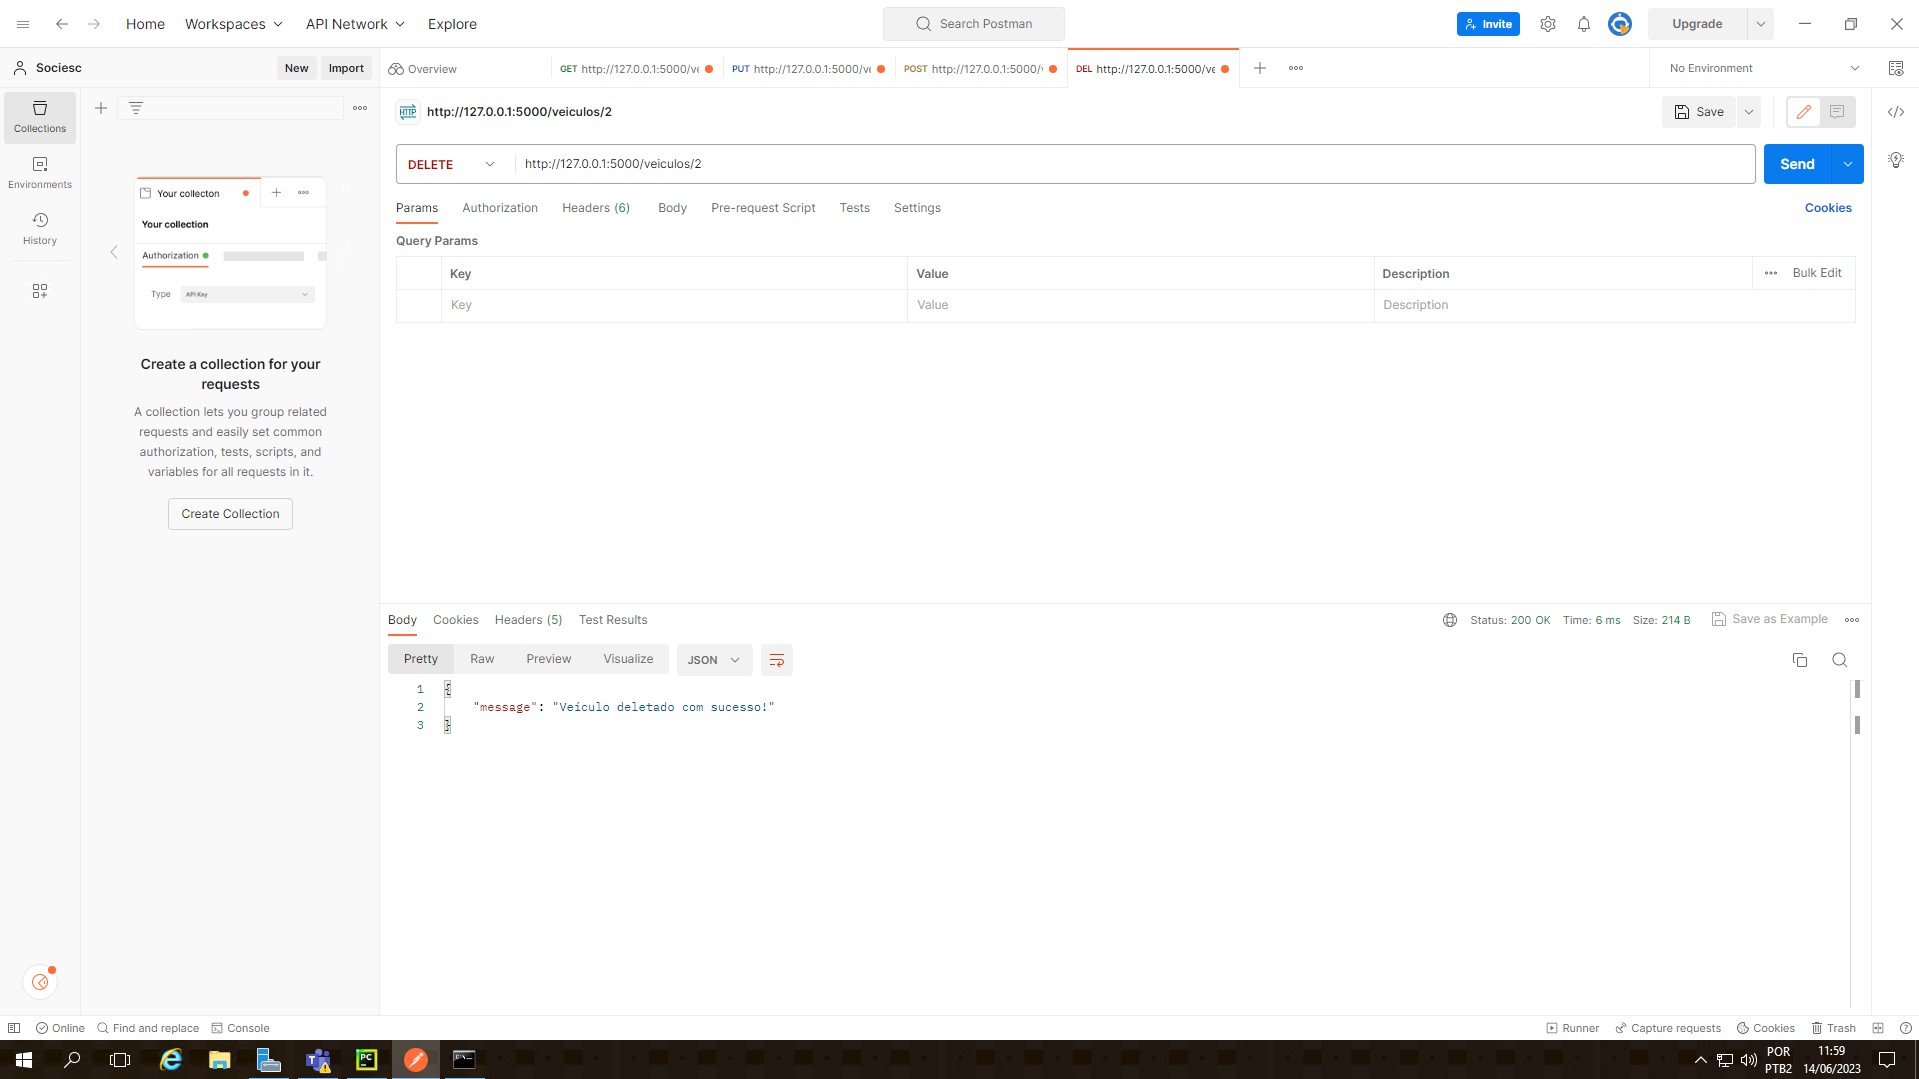 Home
Workspaces
API Network
Explore
Search Postman
Invite
Upgrade
Sociesc
New
Import
Overview
GET http://127.0.0.1:5000/ve
PUT http://127.0.0.1:5000/ve
POST http://127.0.0.1:5000/
DEL http://127.0.0.1:5000/ve
No Environment
Collections
Environments
History
Your collecton
Your collection
Authorization
Type
API Key
Create a collection for your
requests
A collection lets you group related
requests and easily set common
authorization, tests, scripts, and
variables for all requests in it.
Create Collection
HTTP http://127.0.0.1:5000/veiculos/2
Save
DELETE
http://127.0.0.1:5000/veiculos/2
Send
Params
Authorization
Headers (6)
Body
Pre-request Script
Tests
Settings
Cookies
Query Params
Key
Value
Description
Bulk Edit
Key
Value
Description
Body
Cookies
Headers (5)
Test Results
Status: 200 OK
Time: 6 ms
Size: 214 B
Save as Example
Pretty
Raw
Preview
Visualize
JSON
1 {
2 "message": "Veículo deletado com sucesso!"
3 }
Online
Find and replace
Console
Runner
Capture requests
Cookies
Trash
PC
POR
PTB2
11:59
14/06/2023